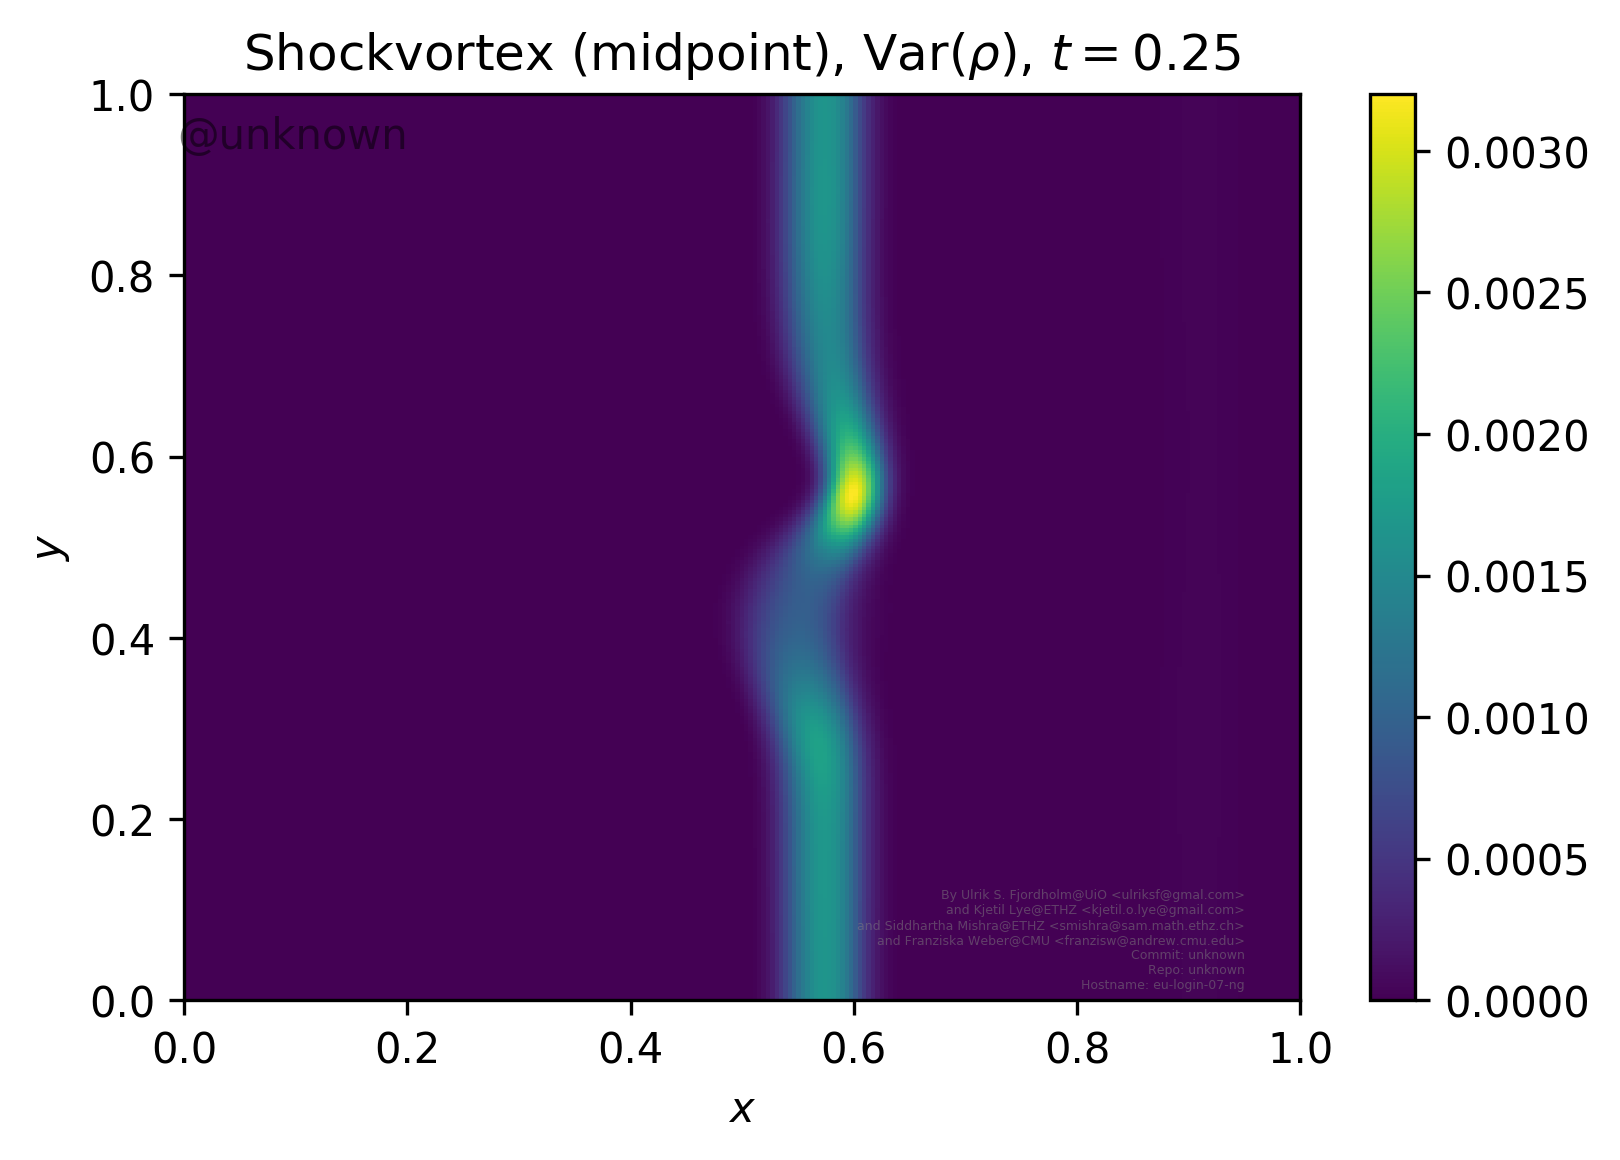 Shockvortex (midpoint), Var(ρ), t = 0.25
1.0
0.8
0.6
0.4
0.2
0.0
y
@unknown
By Ulrik S. Fjordholm@UiO <ulriksf@gmal.com>
and Kjetil Lye@ETHZ <kjetil.o.lye@gmail.com>
and Siddhartha Mishra@ETHZ <smishra@sam.math.ethz.ch>
and Franziska Weber@CMU <franzisw@andrew.cmu.edu>
Commit: unknown
Repo: unknown
Hostname: eu-login-07-ng
0.0 0.2 0.4 0.6 0.8 1.0
x
0.0030
0.0025
0.0020
0.0015
0.0010
0.0005
0.0000